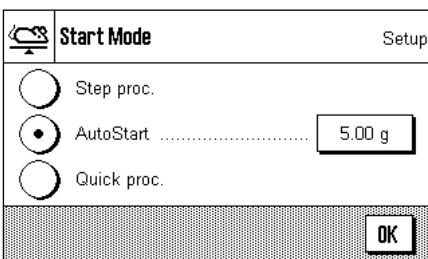 Start Mode Setup
Step proc.
AutoStart ............................ 5.00 g
Quick proc.
OK